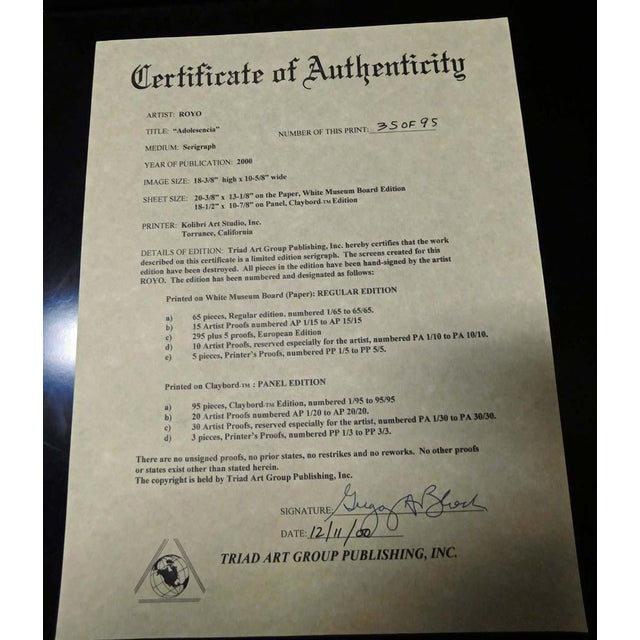 Certificate of Authenticity
ARTIST: ROYO
TITLE: "Adolesencia"
NUMBER OF THIS PRINT: 35 OF 95
MEDIUM: Serigraph
YEAR OF PUBLICATION: 2000
IMAGE SIZE: 18-3/8" high x 10-5/8" wide
SHEET SIZE: 20-3/8" x 13-1/8" on the Paper, White Museum Board Edition
18-1/2" x 10-7/8" on Panel, Claybord™ Edition
PRINTER: Kolibri Art Studio, Inc.
Torrance, California
DETAILS OF EDITION: Triad Art Group Publishing, Inc. hereby certifies that the work
described on this certificate is a limited edition serigraph. The screens created for this
edition have been destroyed. All pieces in the edition have been hand-signed by the artist
ROYO. The edition has been numbered and designated as follows:
Printed on White Museum Board (Paper): REGULAR EDITION
a) 65 pieces, Regular edition, numbered 1/65 to 65/65.
b) 15 Artist Proofs numbered AP 1/15 to AP 15/15
c) 295 plus 5 proofs, European Edition
d) 10 Artist Proofs, reserved especially for the artist, numbered PA 1/10 to PA 10/10.
e) 5 pieces, Printer's Proofs, numbered PP 1/5 to PP 5/5.
Printed on Claybord™ : PANEL EDITION
a) 95 pieces, Claybord™ Edition, numbered 1/95 to 95/95
b) 20 Artist Proofs numbered AP 1/20 to AP 20/20.
c) 30 Artist Proofs, reserved especially for the artist, numbered PA 1/30 to PA 30/30.
d) 3 pieces, Printer's Proofs, numbered PP 1/3 to PP 3/3.
There are no unsigned proofs, no prior states, no restrikes and no reworks. No other proofs
or states exist other than stated herein.
The copyright is held by Triad Art Group Publishing, Inc.
SIGNATURE:
DATE: 12/11/00
TRIAD ART GROUP PUBLISHING, INC.